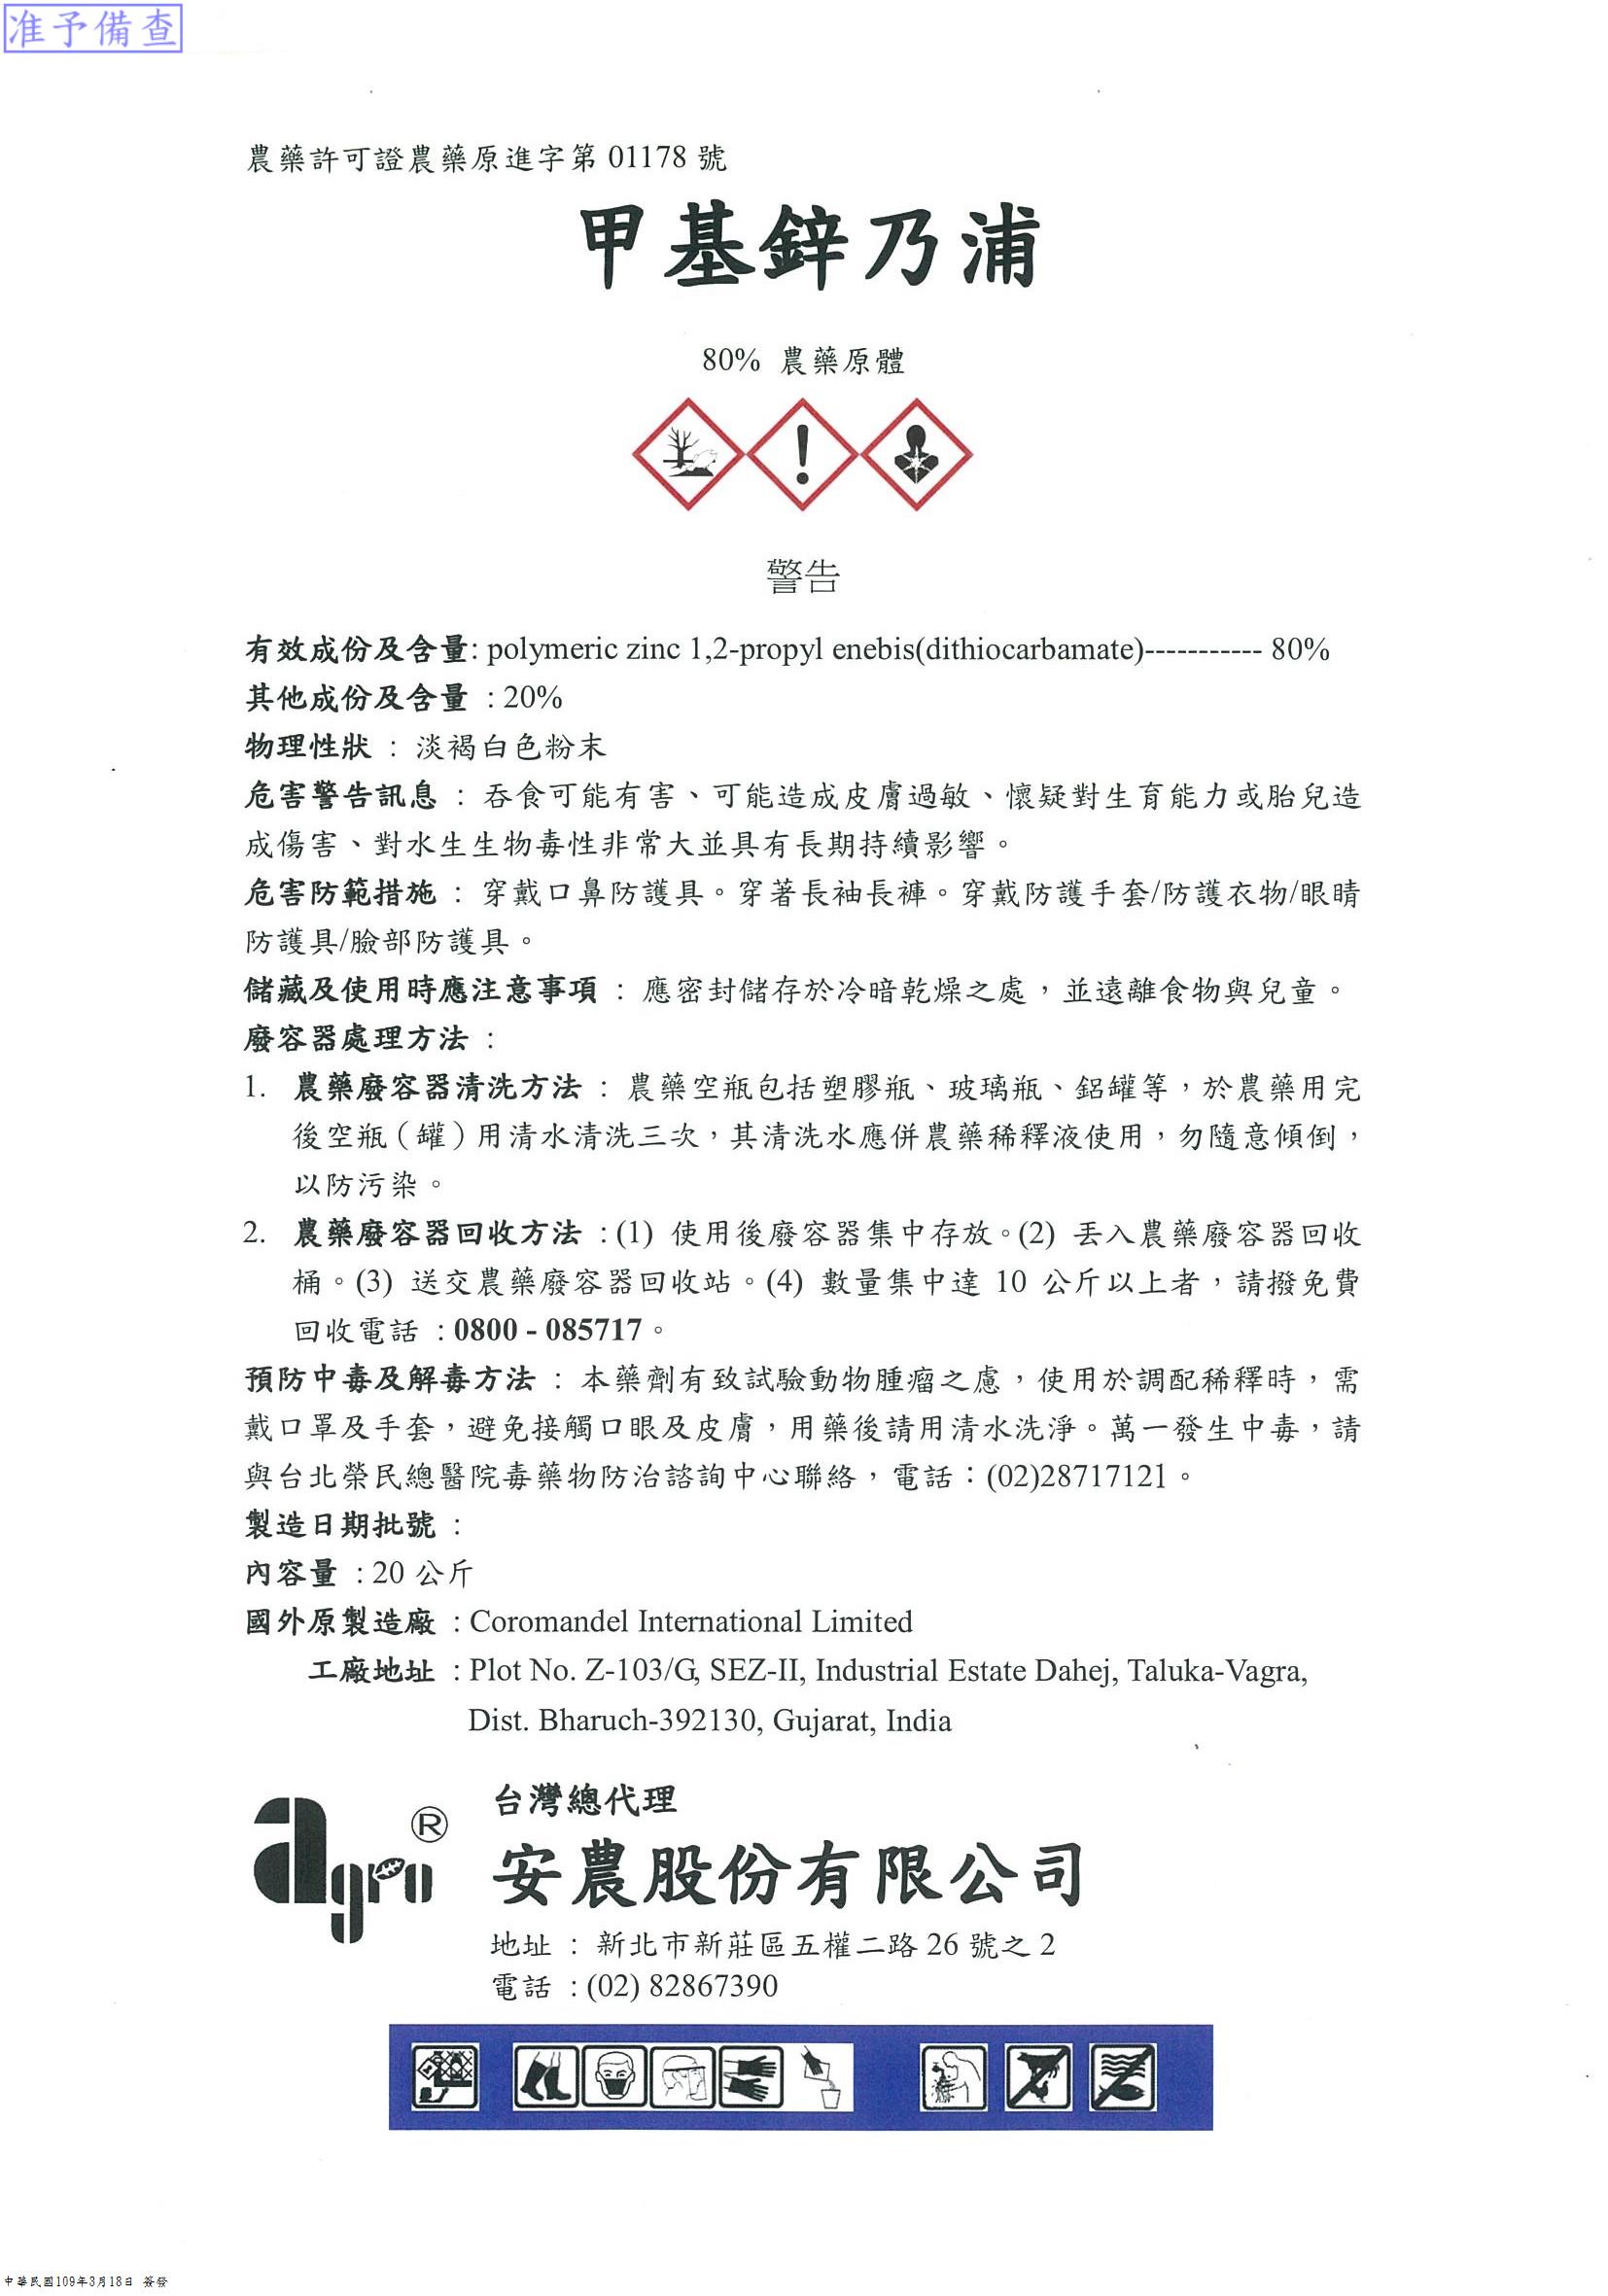 准予備查
農藥許可證農藥原進字第 01178 號
甲基鋅乃浦
80% 農藥原體
警告
有效成份及含量: polymeric zinc 1,2-propyl enebis(dithiocarbamate)----------- 80%
其他成份及含量 : 20%
物理性狀 : 淡褐白色粉末
危害警告訊息 : 吞食可能有害、可能造成皮膚過敏、懷疑對生育能力或胎兒造
成傷害、對水生生物毒性非常大並具有長期持續影響。
危害防範措施 : 穿戴口鼻防護具。穿著長袖長褲。穿戴防護手套/防護衣物/眼睛
防護具/臉部防護具。
儲藏及使用時應注意事項 : 應密封儲存於冷暗乾燥之處，並遠離食物與兒童。
廢容器處理方法 :
1. 農藥廢容器清洗方法 : 農藥空瓶包括塑膠瓶、玻璃瓶、鋁罐等，於農藥用完
後空瓶（罐）用清水清洗三次，其清洗水應併農藥稀釋液使用，勿隨意傾倒，
以防污染。
2. 農藥廢容器回收方法 : (1) 使用後廢容器集中存放。(2) 丟入農藥廢容器回收
桶。(3) 送交農藥廢容器回收站。(4) 數量集中達 10 公斤以上者，請撥免費
回收電話 : 0800 - 085717。
預防中毒及解毒方法 : 本藥劑有致試驗動物腫瘤之慮，使用於調配稀釋時，需
戴口罩及手套，避免接觸口眼及皮膚，用藥後請用清水洗淨。萬一發生中毒，請
與台北榮民總醫院毒藥物防治諮詢中心聯絡，電話：(02)28717121。
製造日期批號 :
內容量 : 20 公斤
國外原製造廠 : Coromandel International Limited
工廠地址 : Plot No. Z-103/G, SEZ-II, Industrial Estate Dahej, Taluka-Vagra,
Dist. Bharuch-392130, Gujarat, India
agro®
台灣總代理
安農股份有限公司
地址 : 新北市新莊區五權二路 26 號之 2
電話 : (02) 82867390
中華民國109年3月18日 簽發